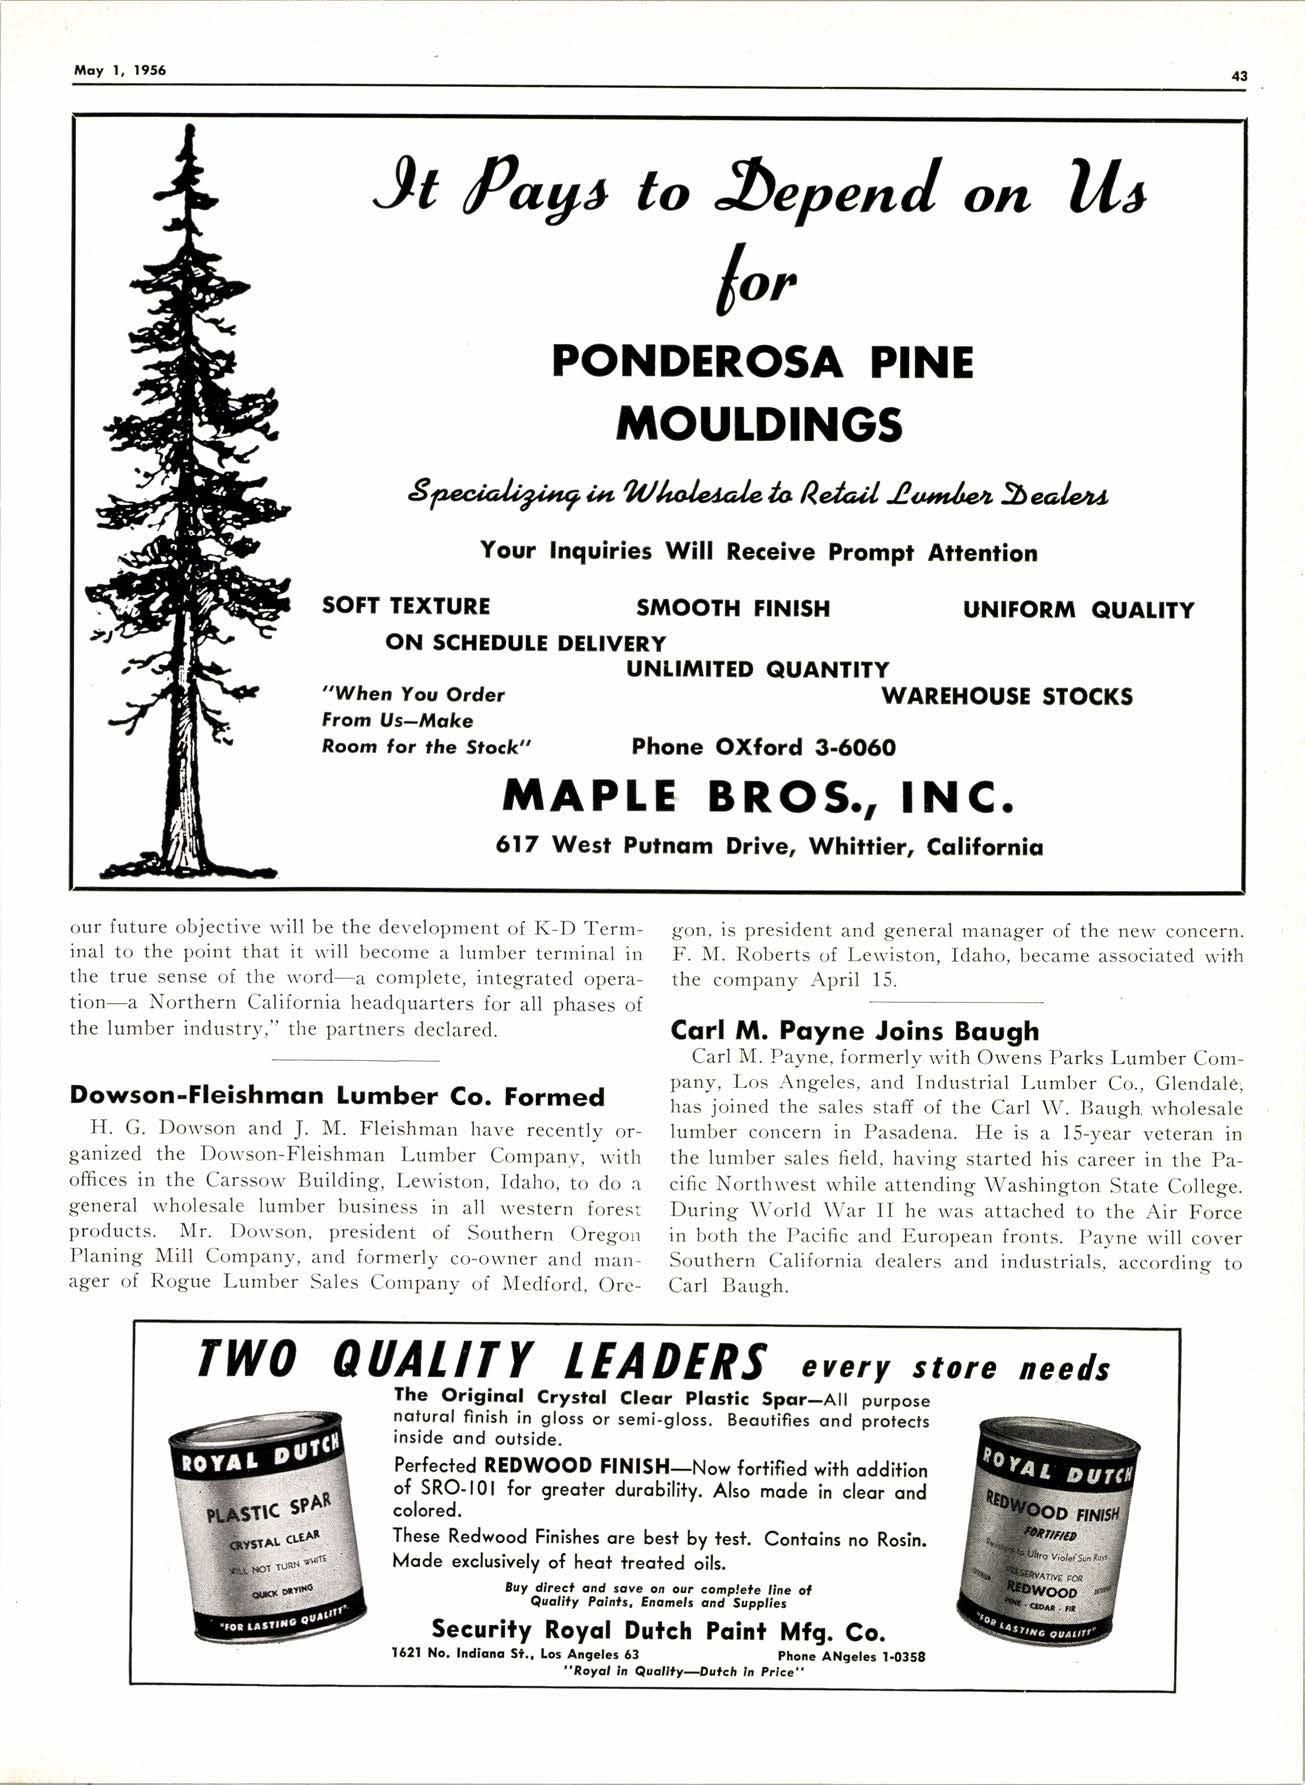 May 1, 1956
43
It Pays to Depend on Us
for
PONDEROSA PINE
MOULDINGS
Specializing in Wholesale to Retail Lumber Dealers
Your Inquiries Will Receive Prompt Attention
SOFT TEXTURE SMOOTH FINISH UNIFORM QUALITY
ON SCHEDULE DELIVERY
UNLIMITED QUANTITY
WAREHOUSE STOCKS
"When You Order
From Us—Make
Room for the Stock"
Phone OXford 3-6060
MAPLE BROS., INC.
617 West Putnam Drive, Whittier, California
our future objective will be the development of K-D Term-
inal to the point that it will become a lumber terminal in
the true sense of the word—a complete, integrated opera-
tion—a Northern California headquarters for all phases of
the lumber industry," the partners declared.
Dowson-Fleishman Lumber Co. Formed
H. G. Dowson and J. M. Fleishman have recently or-
ganized the Dowson-Fleishman Lumber Company, with
offices in the Carssow Building, Lewiston, Idaho, to do a
general wholesale lumber business in all western forest
products. Mr. Dowson, president of Southern Oregon
Planing Mill Company, and formerly co-owner and man-
ager of Rogue Lumber Sales Company of Medford, Ore-
gon, is president and general manager of the new concern.
F. M. Roberts of Lewiston, Idaho, became associated with
the company April 15.
Carl M. Payne Joins Baugh
Carl M. Payne, formerly with Owens Parks Lumber Com-
pany, Los Angeles, and Industrial Lumber Co., Glendale,
has joined the sales staff of the Carl W. Baugh wholesale
lumber concern in Pasadena. He is a 15-year veteran in
the lumber sales field, having started his career in the Pa-
cific Northwest while attending Washington State College.
During World War II he was attached to the Air Force
in both the Pacific and European fronts. Payne will cover
Southern California dealers and industrials, according to
Carl Baugh.
TWO QUALITY LEADERS every store needs
The Original Crystal Clear Plastic Spar—All purpose
natural finish in gloss or semi-gloss. Beautifies and protects
inside and outside.
Perfected REDWOOD FINISH—Now fortified with addition
of SRO-101 for greater durability. Also made in clear and
colored.
These Redwood Finishes are best by test. Contains no Rosin.
Made exclusively of heat treated oils.
Buy direct and save on our complete line of
Quality Paints, Enamels and Supplies
Security Royal Dutch Paint Mfg. Co.
1621 No. Indiana St., Los Angeles 63 Phone ANgeles 1-0358
"Royal in Quality—Dutch in Price"
ROYAL DUTCH
PLASTIC SPAR
CRYSTAL CLEAR
WILL NOT TURN WHITE
QUICK DRYING
"FOR LASTING QUALITY"
ROYAL DUTCH
REDWOOD FINISH
FORTIFIED
to Ultra Violet Sun Rays
PRESERVATIVE FOR
REDWOOD
PINE - CEDAR - FIR
"FOR LASTING QUALITY"